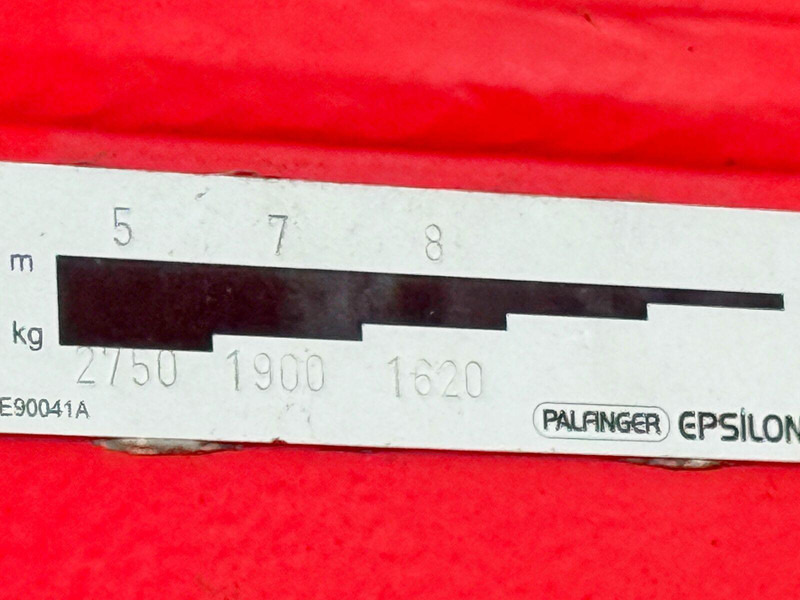 5 7 8
m
kg
2750 1900 1620
E90041A
PALFINGER EPSILON